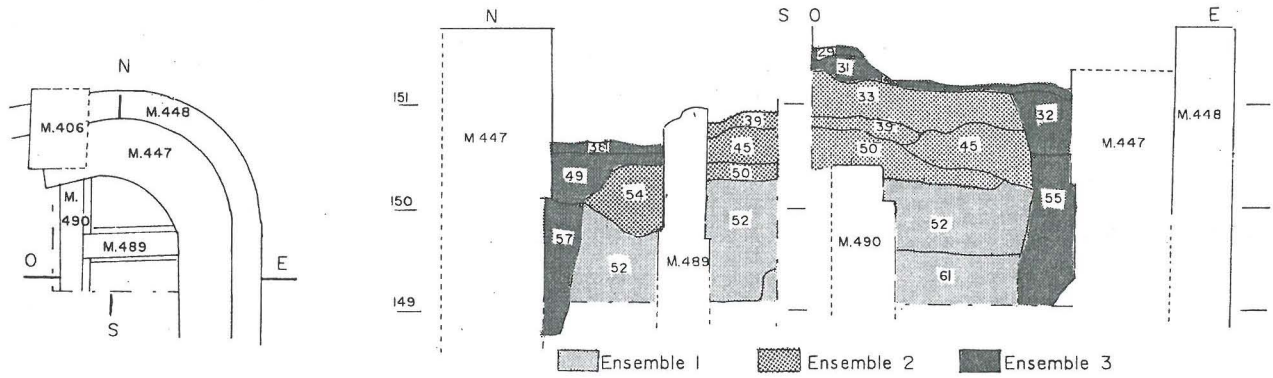 N
M.448
M.406
M.447
M.
490
M.489
O
E
S
N
S
O
E
151
150
149
M.447
38
49
54
57
52
M.489
39
45
50
52
29
31
33
39
50
45
32
55
M.490
52
61
M.447
M.448
Ensemble 1
Ensemble 2
Ensemble 3